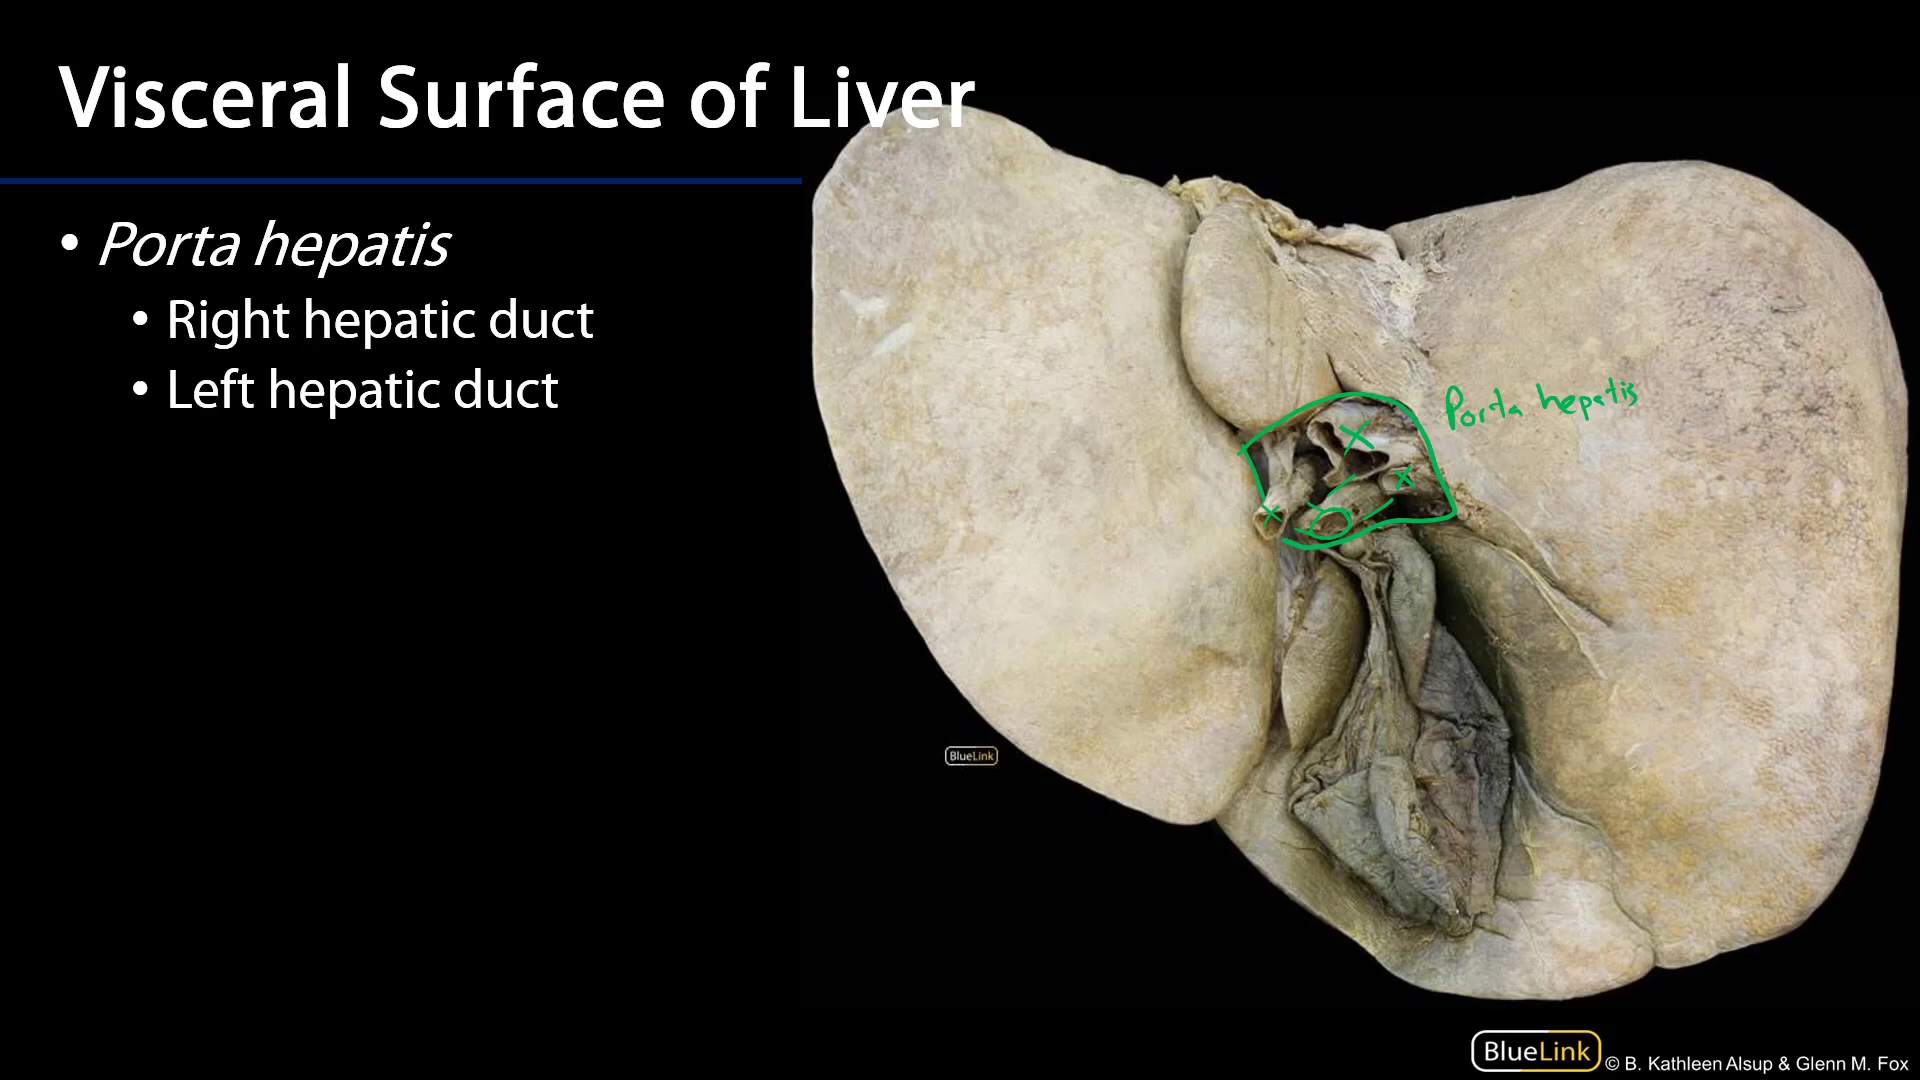 Visceral Surface of Liver
• Porta hepatis
• Right hepatic duct
• Left hepatic duct
Porta hepatis
BlueLink
BlueLink © B. Kathleen Alsup & Glenn M. Fox